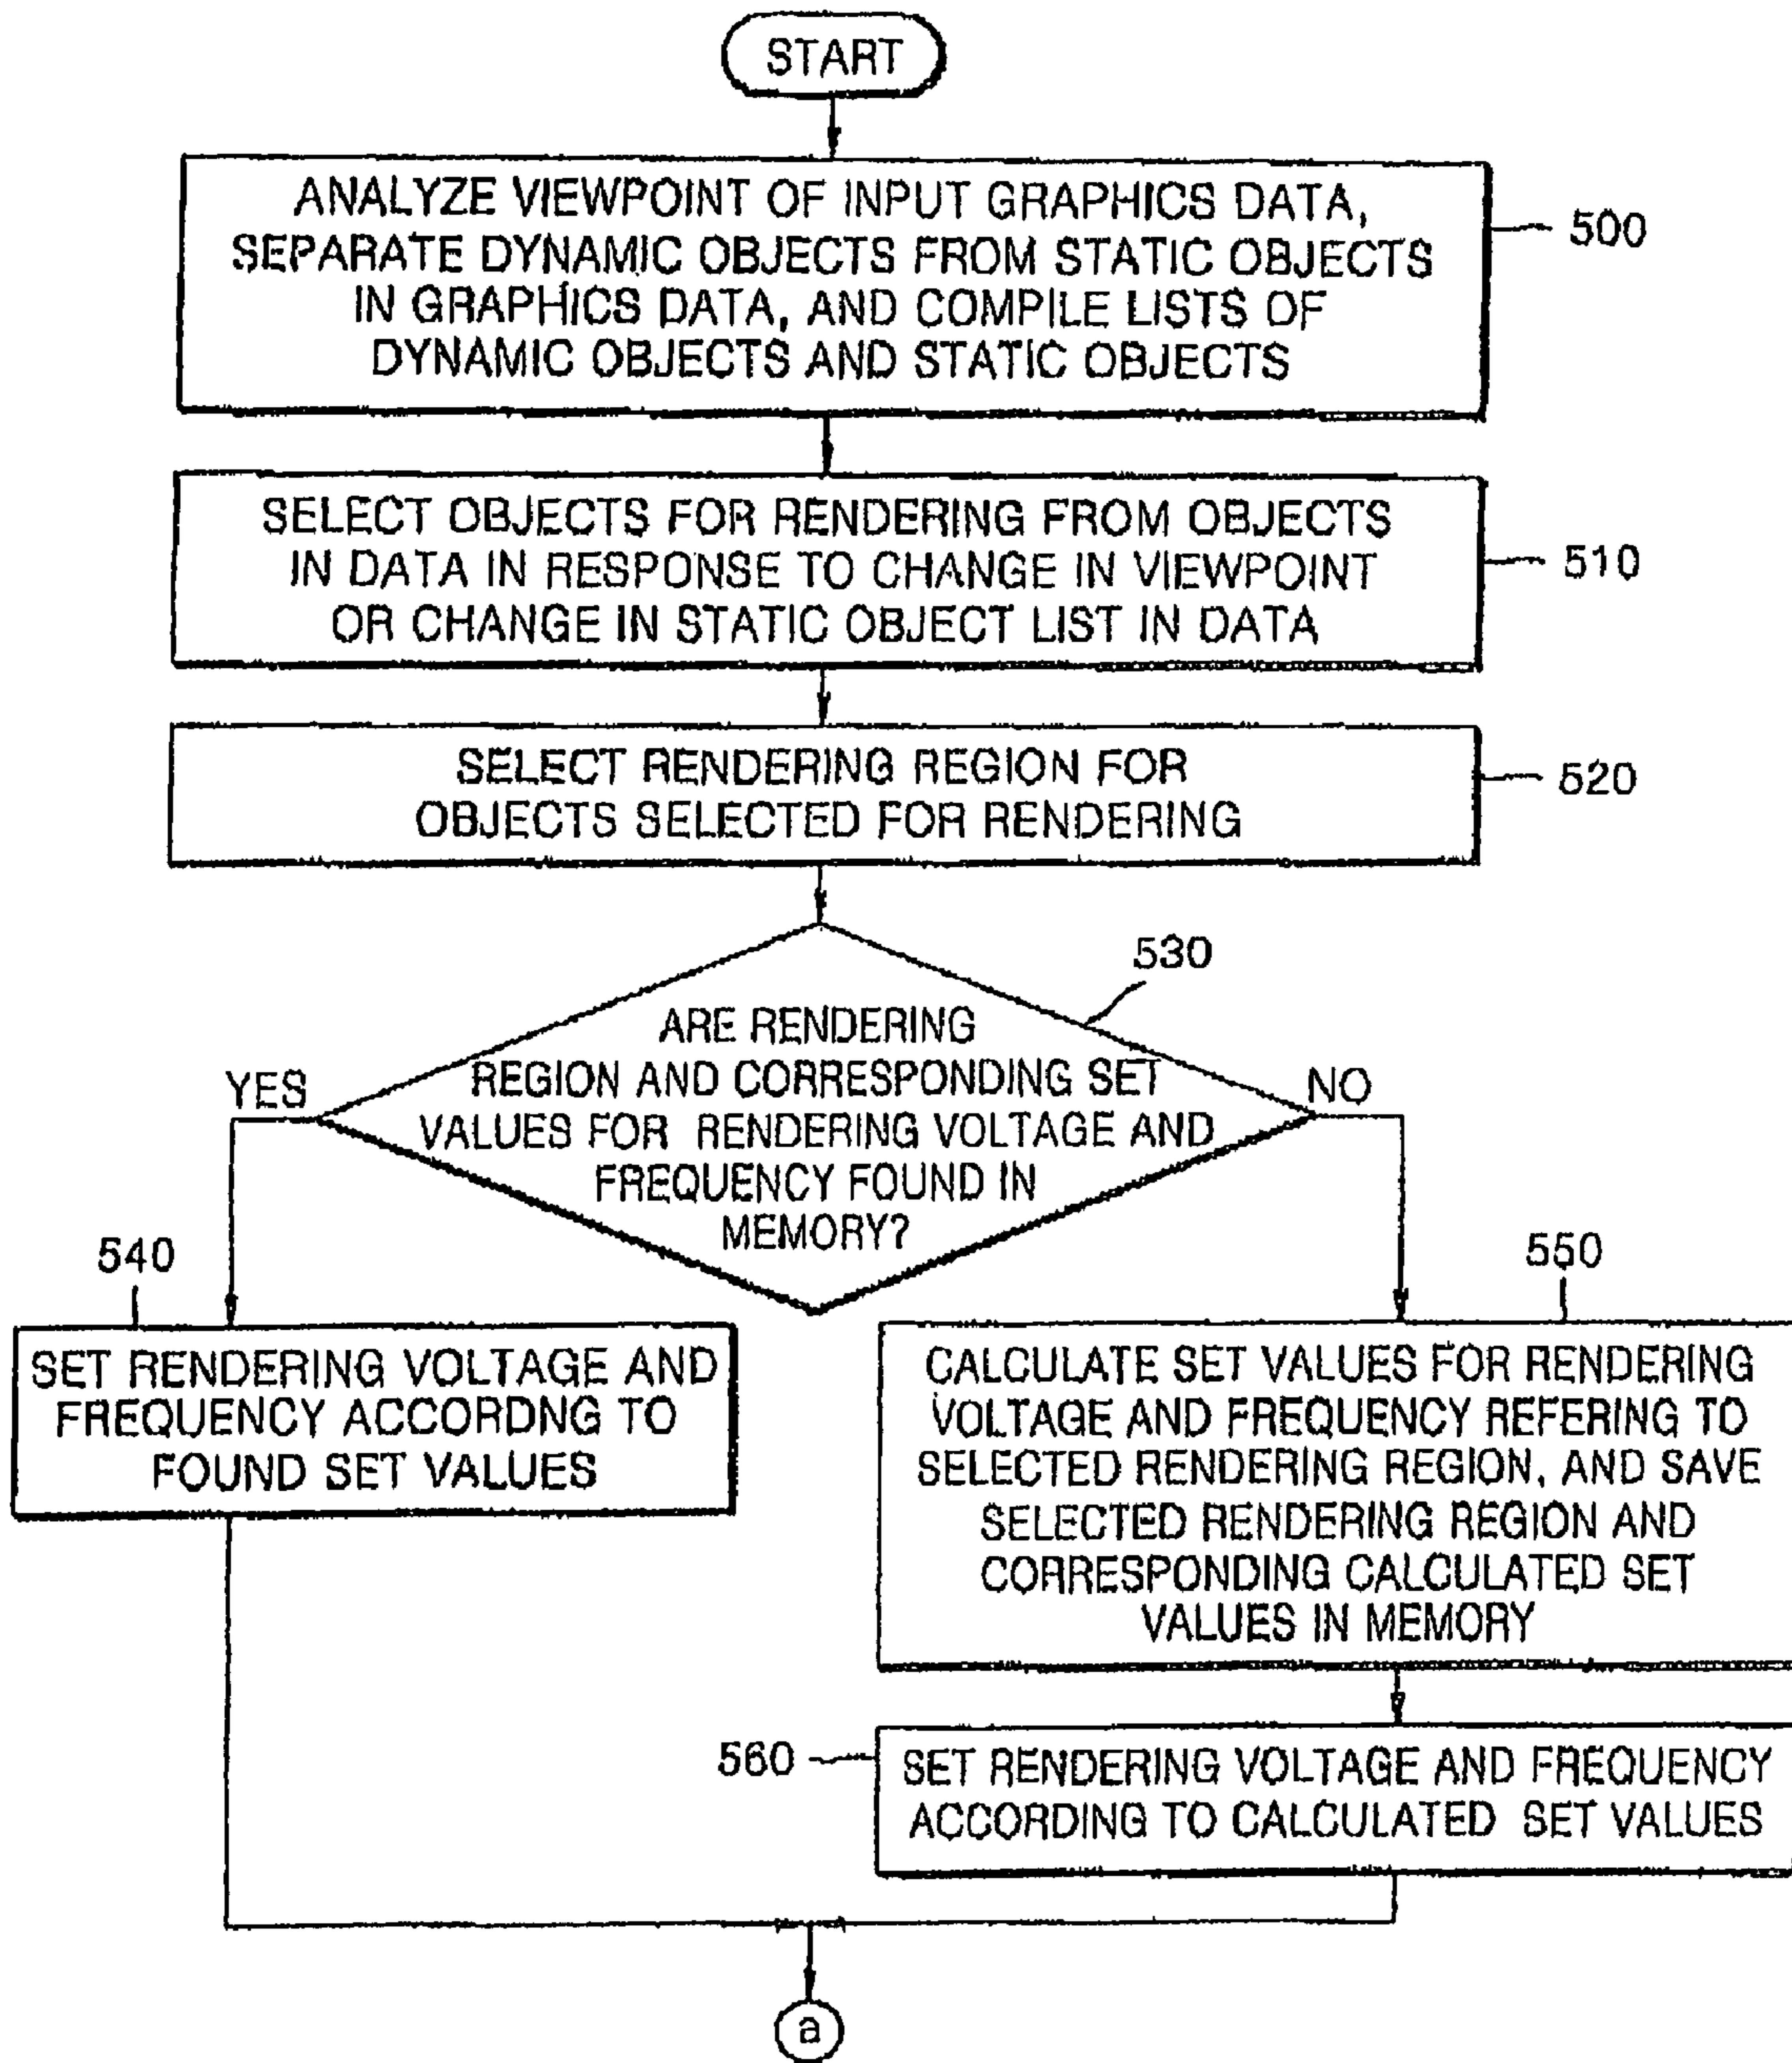 START
ANALYZE VIEWPOINT OF INPUT GRAPHICS DATA,
SEPARATE DYNAMIC OBJECTS FROM STATIC OBJECTS
IN GRAPHICS DATA, AND COMPILE LISTS OF
DYNAMIC OBJECTS AND STATIC OBJECTS
500
SELECT OBJECTS FOR RENDERING FROM OBJECTS
IN DATA IN RESPONSE TO CHANGE IN VIEWPOINT
OR CHANGE IN STATIC OBJECT LIST IN DATA
510
SELECT RENDERING REGION FOR
OBJECTS SELECTED FOR RENDERING
520
530
ARE RENDERING
REGION AND CORRESPONDING SET
VALUES FOR RENDERING VOLTAGE AND
FREQUENCY FOUND IN
MEMORY?
YES
NO
540
SET RENDERING VOLTAGE AND
FREQUENCY ACCORDNG TO
FOUND SET VALUES
550
CALCULATE SET VALUES FOR RENDERING
VOLTAGE AND FREQUENCY REFERING TO
SELECTED RENDERING REGION, AND SAVE
SELECTED RENDERING REGION AND
CORRESPONDING CALCULATED SET
VALUES IN MEMORY
560
SET RENDERING VOLTAGE AND FREQUENCY
ACCORDING TO CALCULATED SET VALUES
a